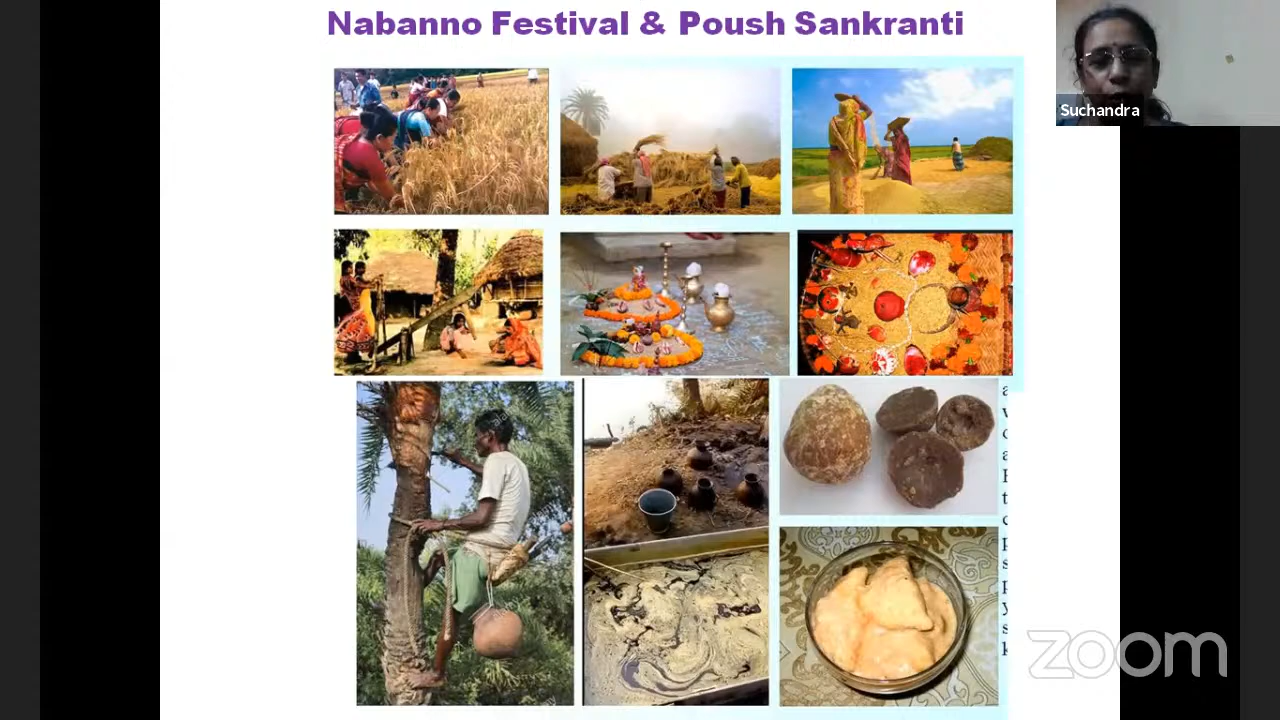 Nabanno Festival & Poush Sankranti
Suchandra
a
v
o
a
t
c
p
s
p
y
s
k
zoom